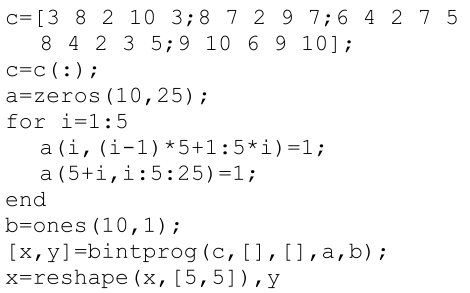 c=[3 8 2 10 3;8 7 2 9 7;6 4 2 7 5
8 4 2 3 5;9 10 6 9 10];
c=c(:);
a=zeros(10,25);
for i=1:5
a(i,(i-1)*5+1:5*i)=1;
a(5+i,i:5:25)=1;
end
b=ones(10,1);
[x,y]=bintprog(c,[],[],a,b);
x=reshape(x,[5,5]),y